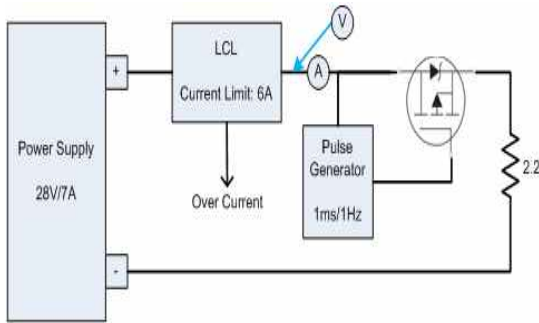 LCL
Current Limit: 6A
V
A
+
Power Supply
28V/7A
Over Current
Pulse
Generator
1ms/1Hz
2.2
-